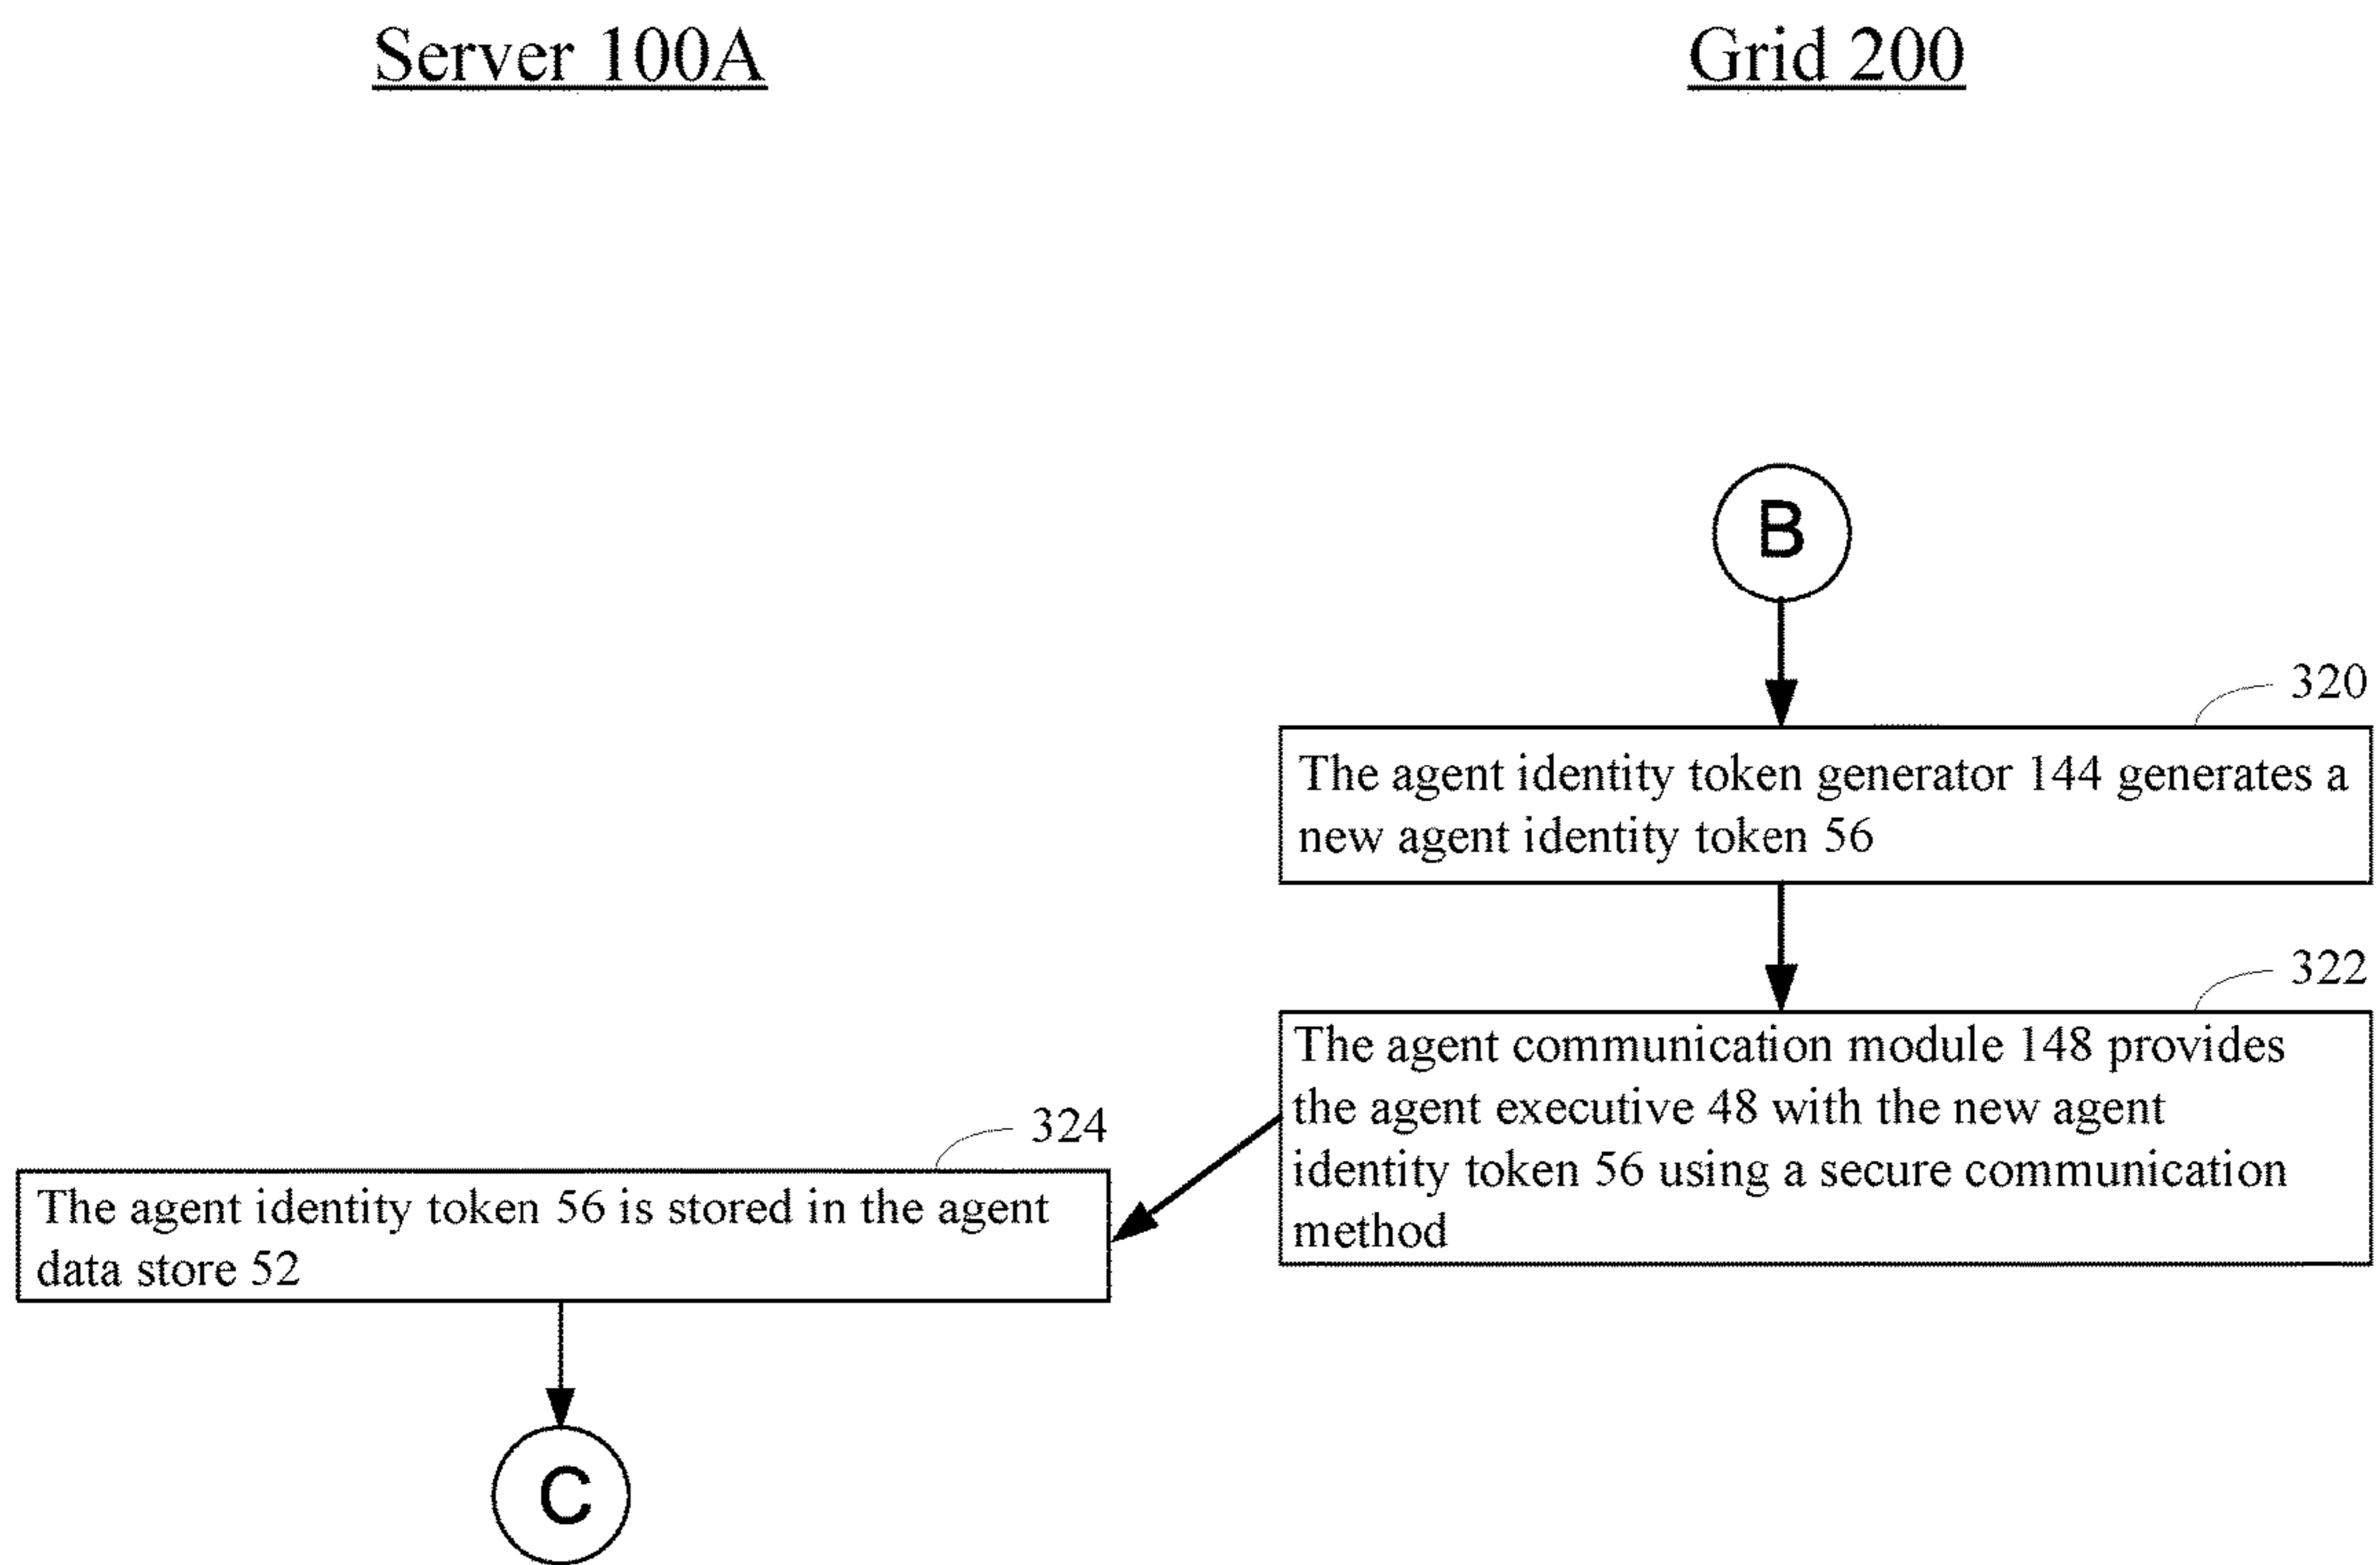 Server 100A
Grid 200
B
320
The agent identity token generator 144 generates a
new agent identity token 56
322
The agent communication module 148 provides
the agent executive 48 with the new agent
identity token 56 using a secure communication
method
324
The agent identity token 56 is stored in the agent
data store 52
C